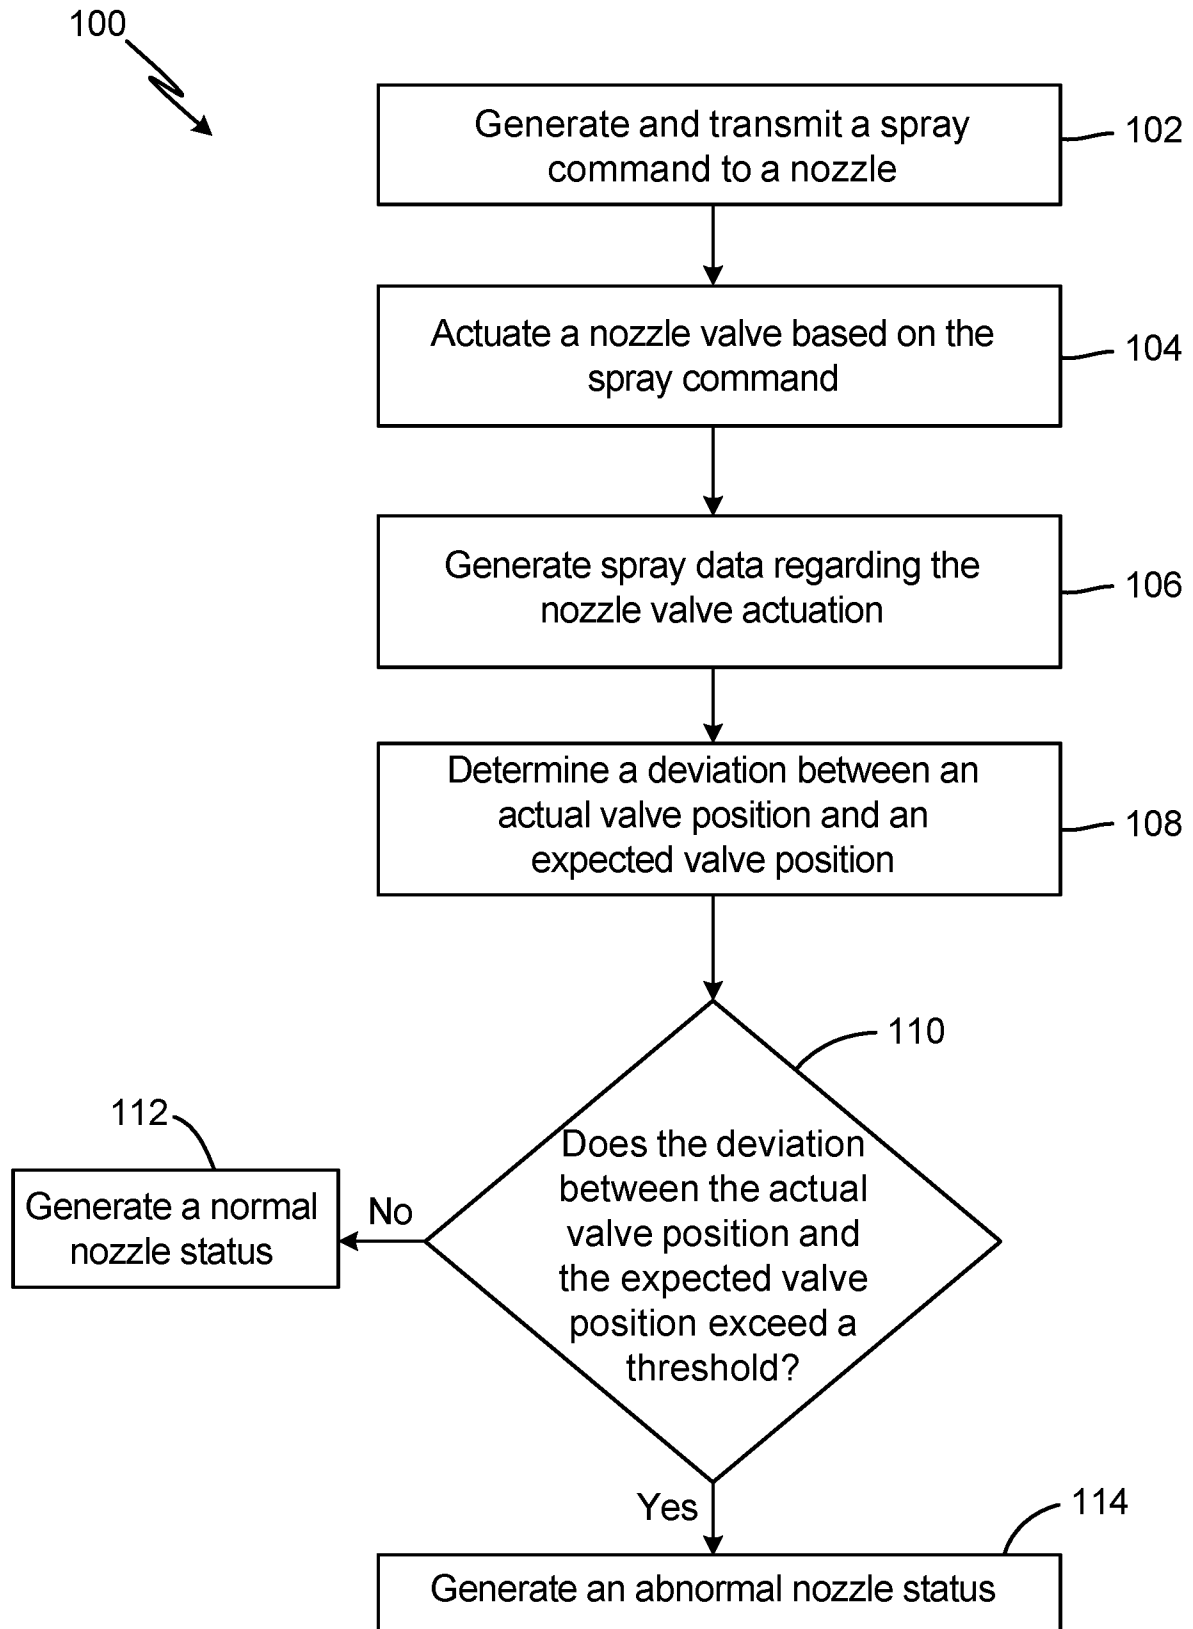 100
Generate and transmit a spray
command to a nozzle
102
Actuate a nozzle valve based on the
spray command
104
Generate spray data regarding the
nozzle valve actuation
106
Determine a deviation between an
actual valve position and an
expected valve position
108
110
Does the deviation
between the actual
valve position and
the expected valve
position exceed a
threshold?
112
Generate a normal
nozzle status
No
Yes
114
Generate an abnormal nozzle status